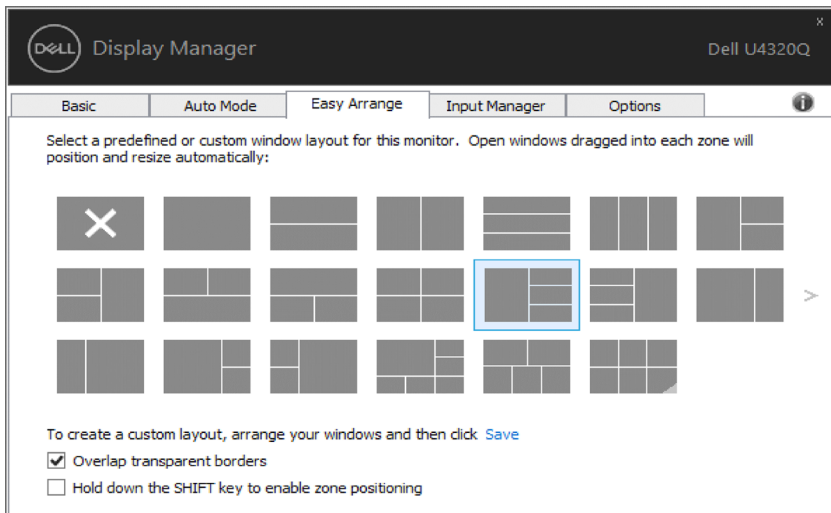 x
DELL Display Manager
Dell U4320Q
Basic Auto Mode Easy Arrange Input Manager Options i
Select a predefined or custom window layout for this monitor. Open windows dragged into each zone will
position and resize automatically:
>
To create a custom layout, arrange your windows and then click Save
Overlap transparent borders
Hold down the SHIFT key to enable zone positioning